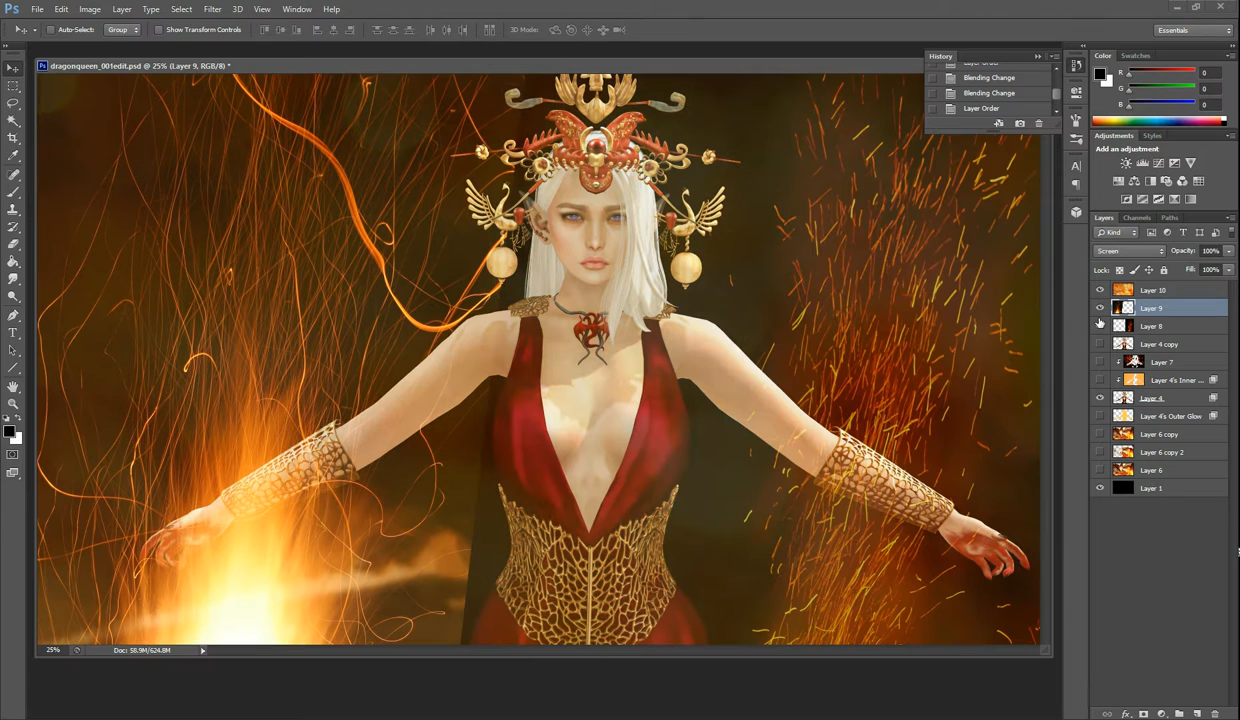 Ps File Edit Image Layer Type Select Filter 3D View Window Help
Auto-Select: Group Show Transform Controls 3D Mode: Essentials
dragonqueen_001edit.psd @ 25% (Layer 9, RGB/8) *
History
Blending Change
Blending Change
Layer Order
Color Swatches
R 0
G 0
B 0
Adjustments Styles
Add an adjustment
Layers Channels Paths
Kind
Screen Opacity: 100%
Lock: Fill: 100%
Layer 10
Layer 9
Layer 8
Layer 4 copy
Layer 7
Layer 4's Inner ...
Layer 4
Layer 4's Outer Glow
Layer 6 copy
Layer 6 copy 2
Layer 6
Layer 1
25% Doc: 58.9M/624.8M